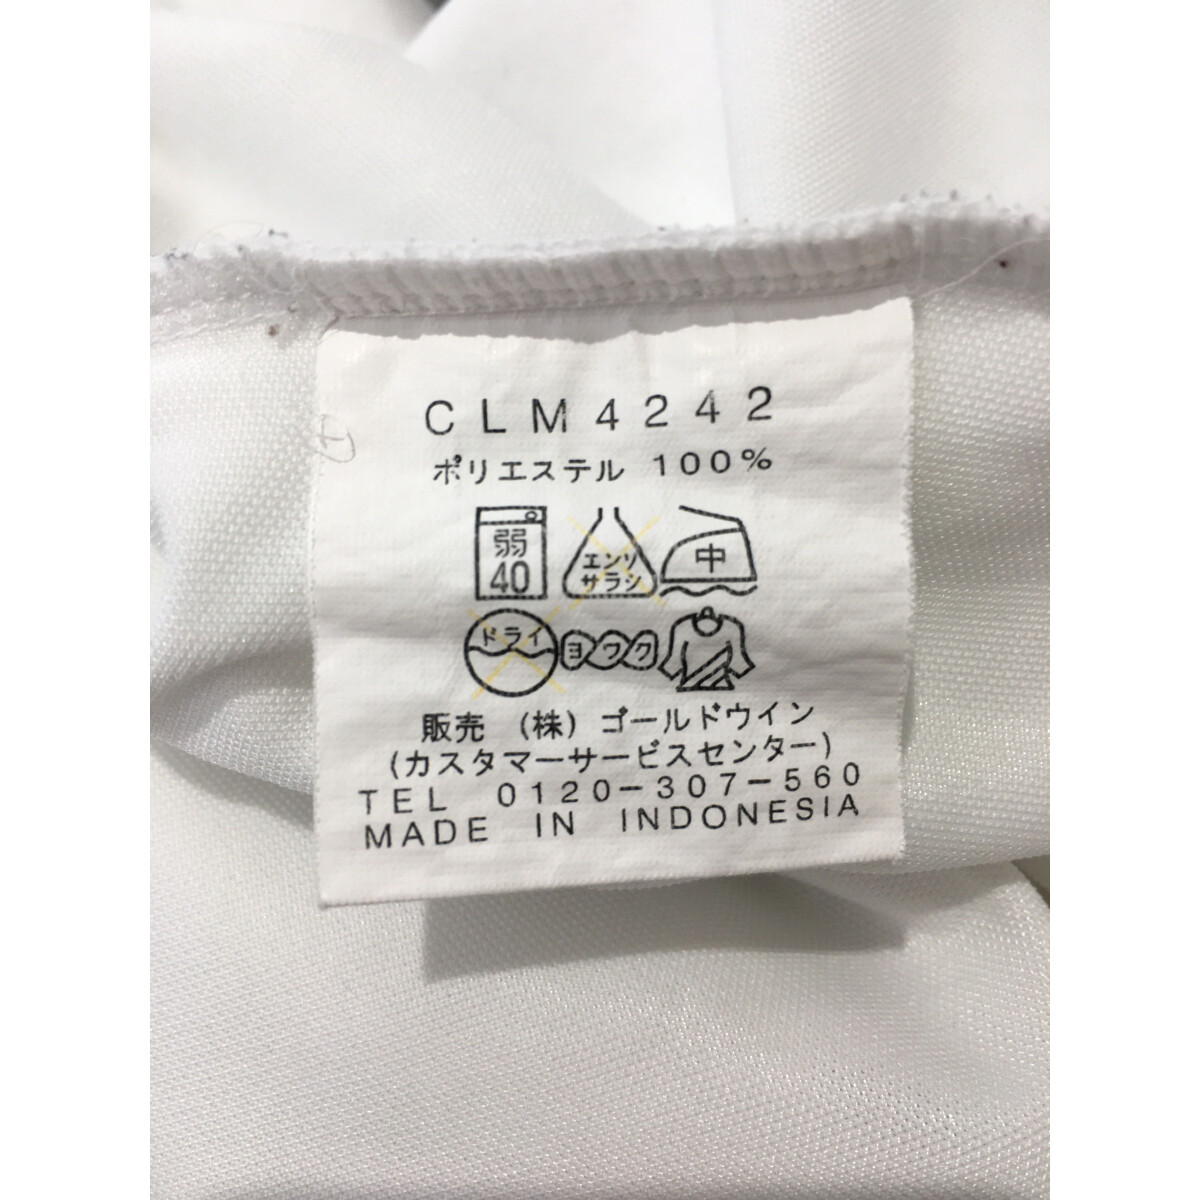 CLM4242
ポリエステル 100%
弱 エンソ 中
40 サラシ
ドライ ヨワク
販売 (株) ゴールドウイン
(カスタマーサービスセンター)
TEL 0120-307-560
MADE IN INDONESIA